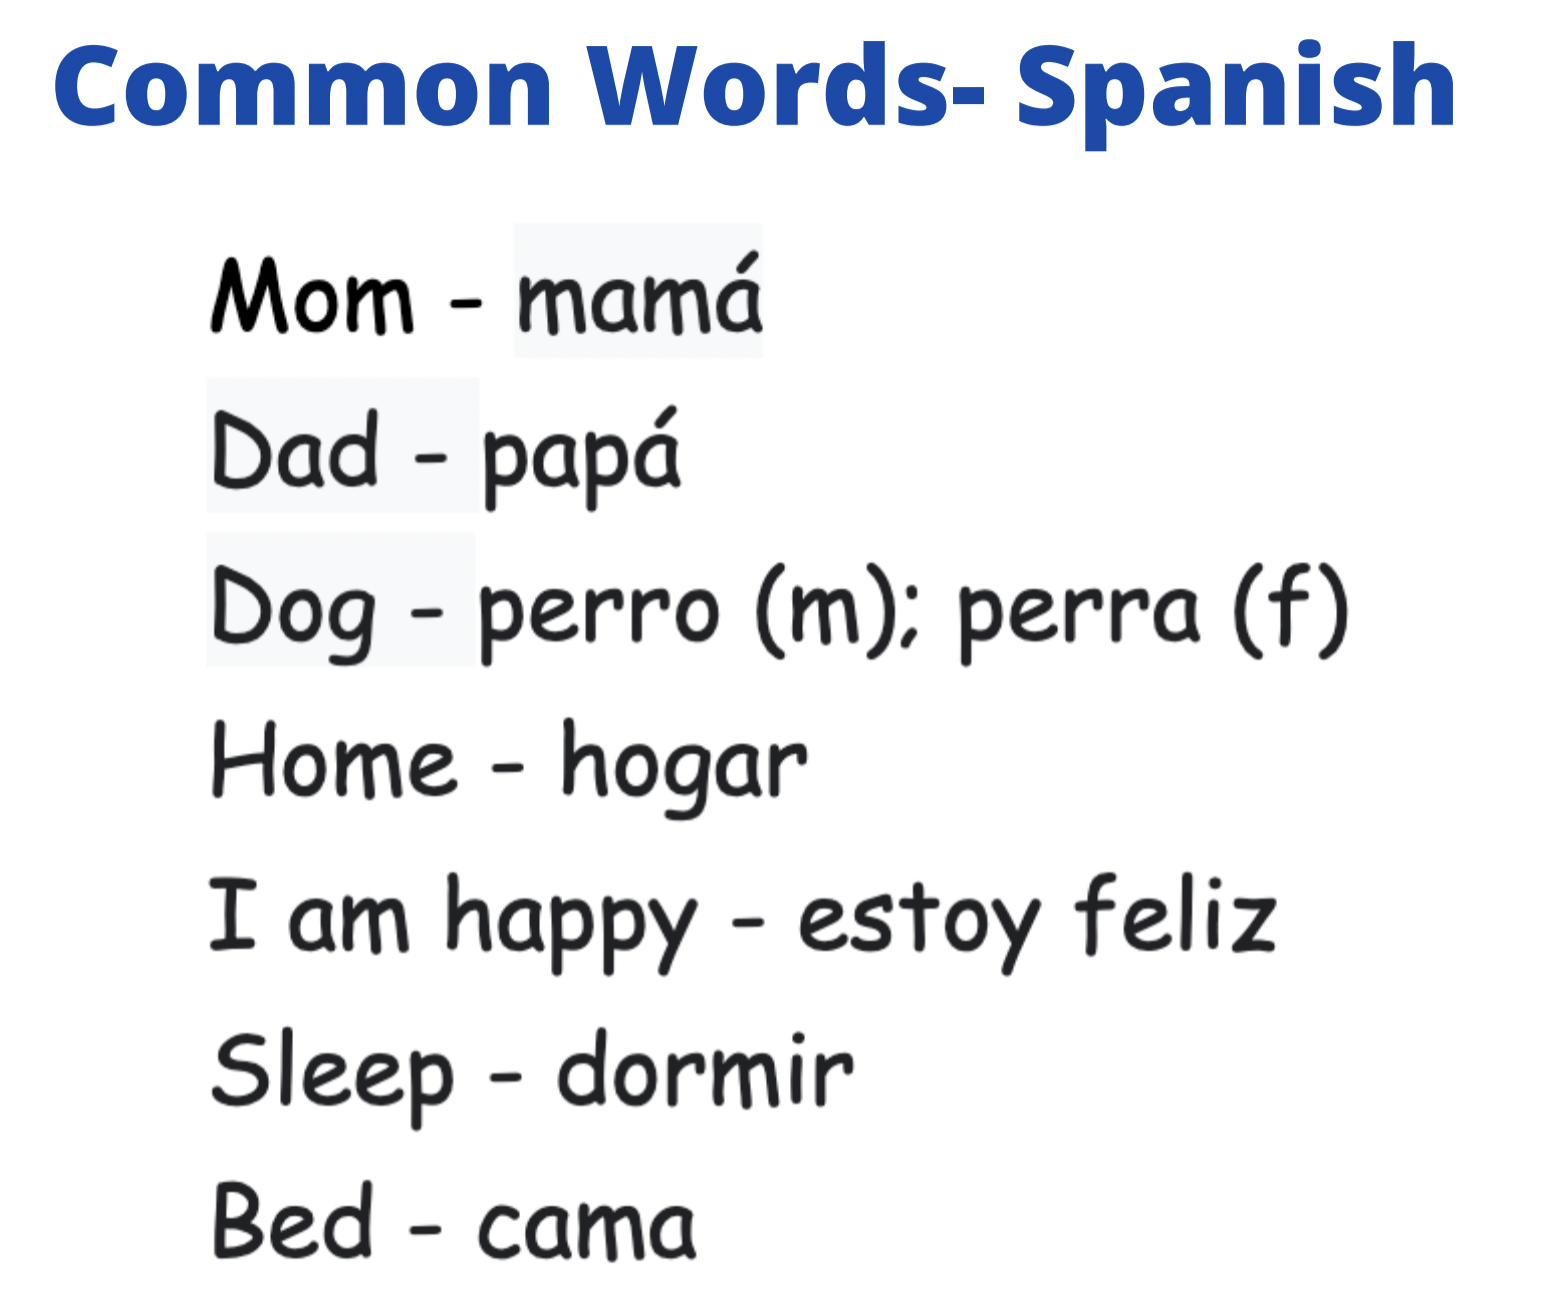 Common Words- Spanish
Mom - mamá
Dad - papá
Dog - perro (m); perra (f)
Home - hogar
I am happy - estoy feliz
Sleep - dormir
Bed - cama